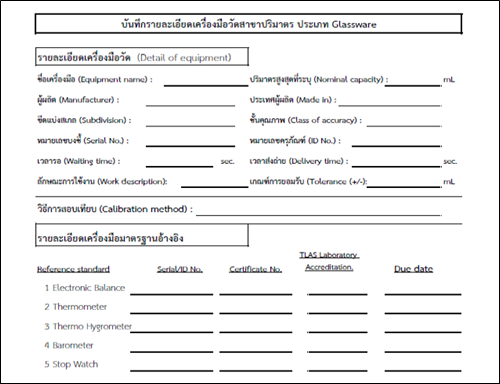 บันทึกรายละเอียดเครื่องมือวัดสาขาปริมาตร ประเภท Glassware
รายละเอียดเครื่องมือวัด (Detail of equipment)
ชื่อเครื่องมือ (Equipment name) : ปริมาตรสูงสุดที่ระบุ (Nominal capacity) : mL
ผู้ผลิต (Manufacturer) : ประเทศผู้ผลิต (Made in) :
ขีดแบ่งสเกล (Subdivision) : ชั้นคุณภาพ (Class of accuracy) :
หมายเลขบ่งชี้ (Serial No.) : หมายเลขครุภัณฑ์ (ID No.) :
เวลารอ (Waiting time) : sec. เวลาส่งถ่าย (Delivery time) : sec.
ลักษณะการใช้งาน (Work description): เกณฑ์การยอมรับ (Tolerance (+/-): mL
วิธีการสอบเทียบ (Calibration method) :
รายละเอียดเครื่องมือมาตรฐานอ้างอิง
Reference standard Serial/ID No. Certificate No. TLAS Laboratory Accreditation. Due date
1 Electronic Balance
2 Thermometer
3 Thermo Hygrometer
4 Barometer
5 Stop Watch